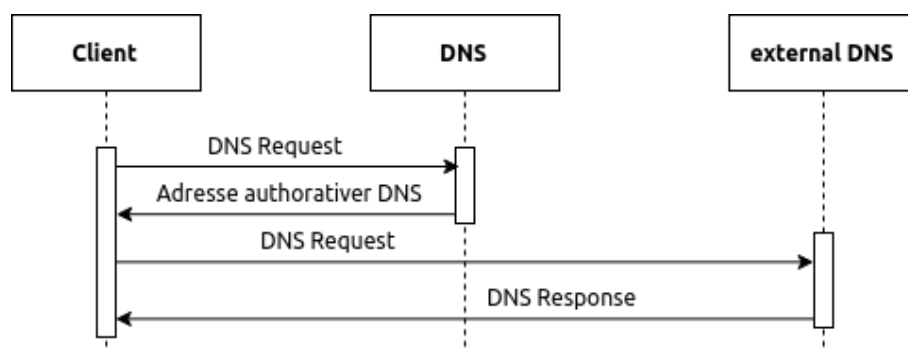 Client
DNS
external DNS
DNS Request
Adresse authorativer DNS
DNS Request
DNS Response